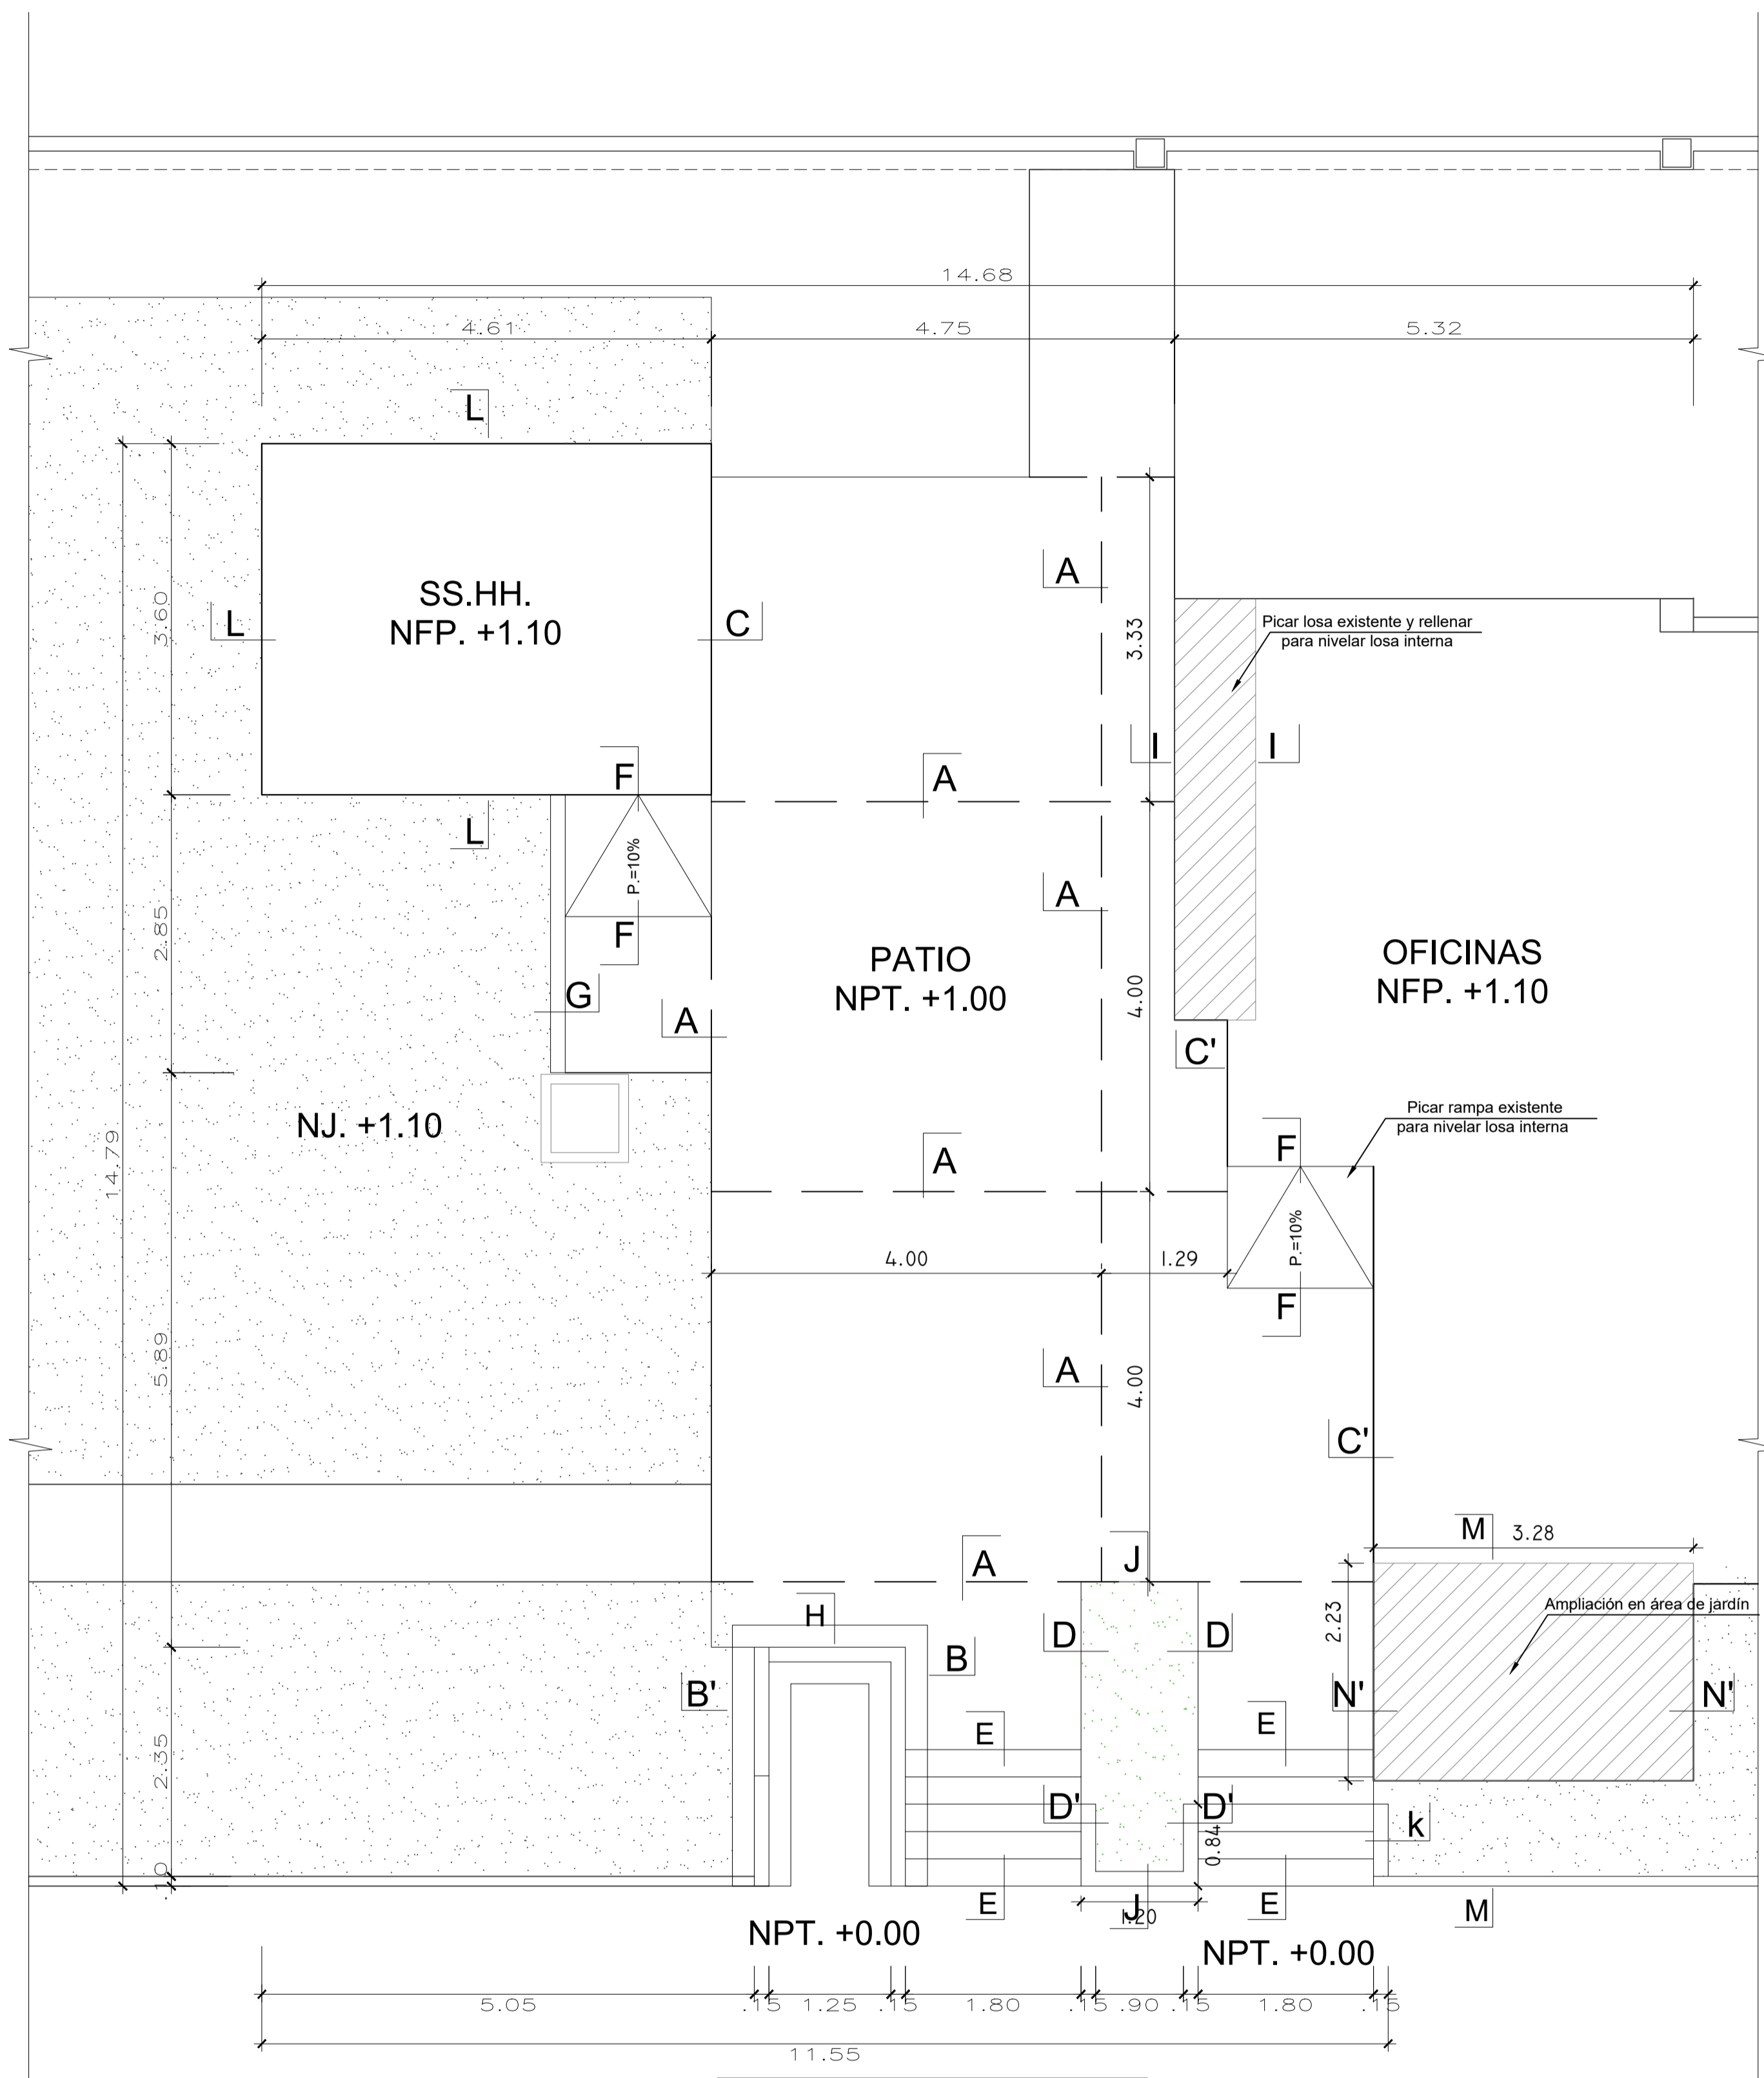 14.68
4.61
4.75
5.32
L
SS.HH.
NFP. +1.10
L
C
3.60
A
3.33
Picar losa existente y rellenar
para nivelar losa interna
I
I
F
A
L
P.=10%
A
F
2.85
G
A
PATIO
NPT. +1.00
4.00
OFICINAS
NFP. +1.10
C'
NJ. +1.10
14.79
Picar rampa existente
para nivelar losa interna
A
F
P.=10%
4.00
1.29
F
5.89
A
4.00
C'
M
3.28
A
J
H
D
D
2.23
Ampliación en área de jardín
B
B'
N'
N'
E
E
2.35
D'
D'
0.84
k
.10
E
J
1.20
E
M
NPT. +0.00
NPT. +0.00
5.05
.15
1.25
.15
1.80
.15
.90
.15
1.80
.15
11.55